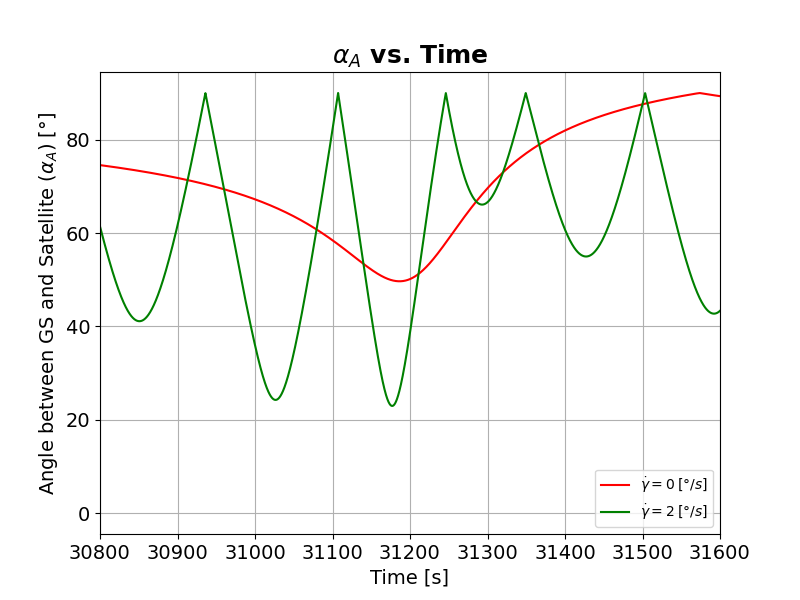 α_A vs. Time
Angle between GS and Satellite (α_A) [°]
80
60
40
20
0
30800 30900 31000 31100 31200 31300 31400 31500 31600
Time [s]
γ̇ = 0 [°/s]
γ̇ = 2 [°/s]